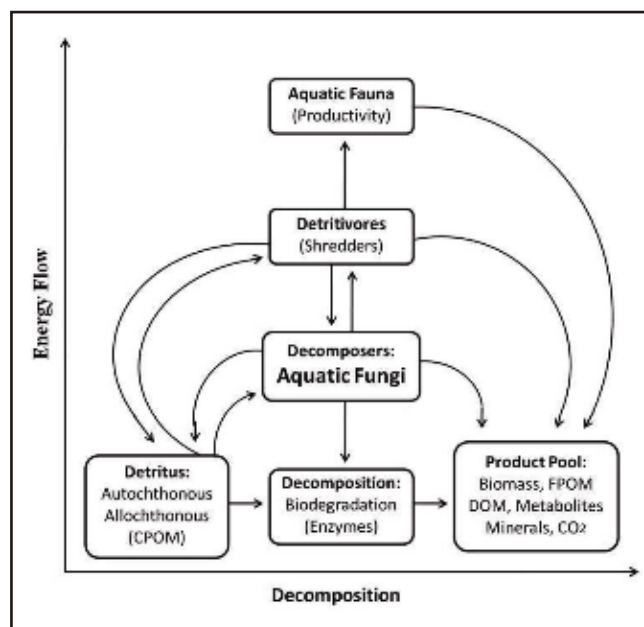 Aquatic Fauna
(Productivity)
Detritivores
(Shredders)
Energy Flow
Decomposers:
Aquatic Fungi
Detritus:
Autochthonous
Allochthonous
(CPOM)
Decomposition:
Biodegradation
(Enzymes)
Product Pool:
Biomass, FPOM
DOM, Metabolites
Minerals, CO2
Decomposition